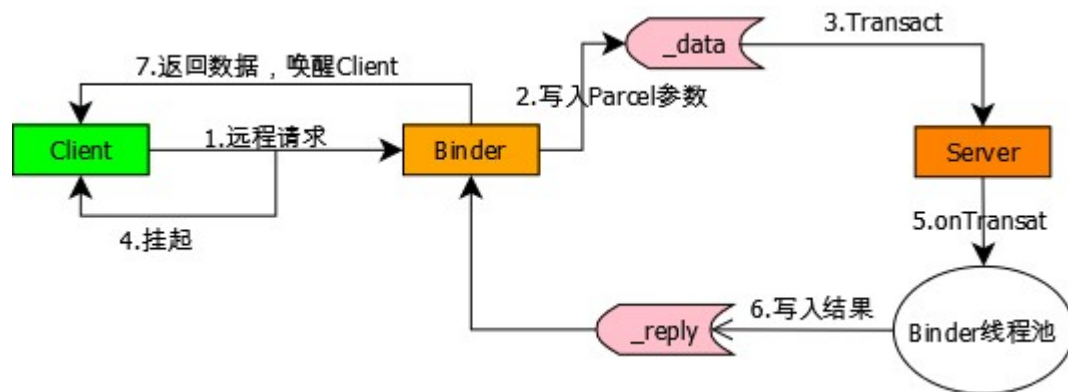 _data
3.Transact
7.返回数据，唤醒Client
2.写入Parcel参数
Client
1.远程请求
Binder
Server
4.挂起
5.onTransat
_reply
6.写入结果
Binder线程池